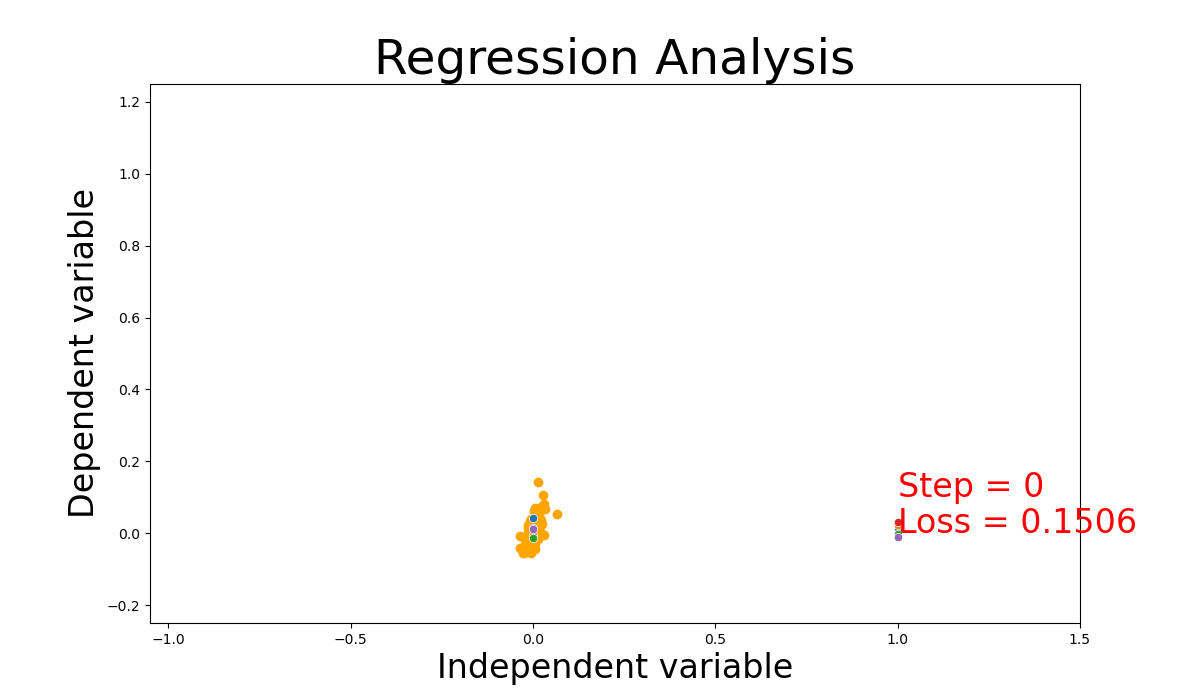 Regression Analysis
1.2
1.0
0.8
0.6
0.4
0.2
0.0
−0.2
Dependent variable
Step = 0
Loss = 0.1506
−1.0
−0.5
0.0
0.5
1.0
1.5
Independent variable